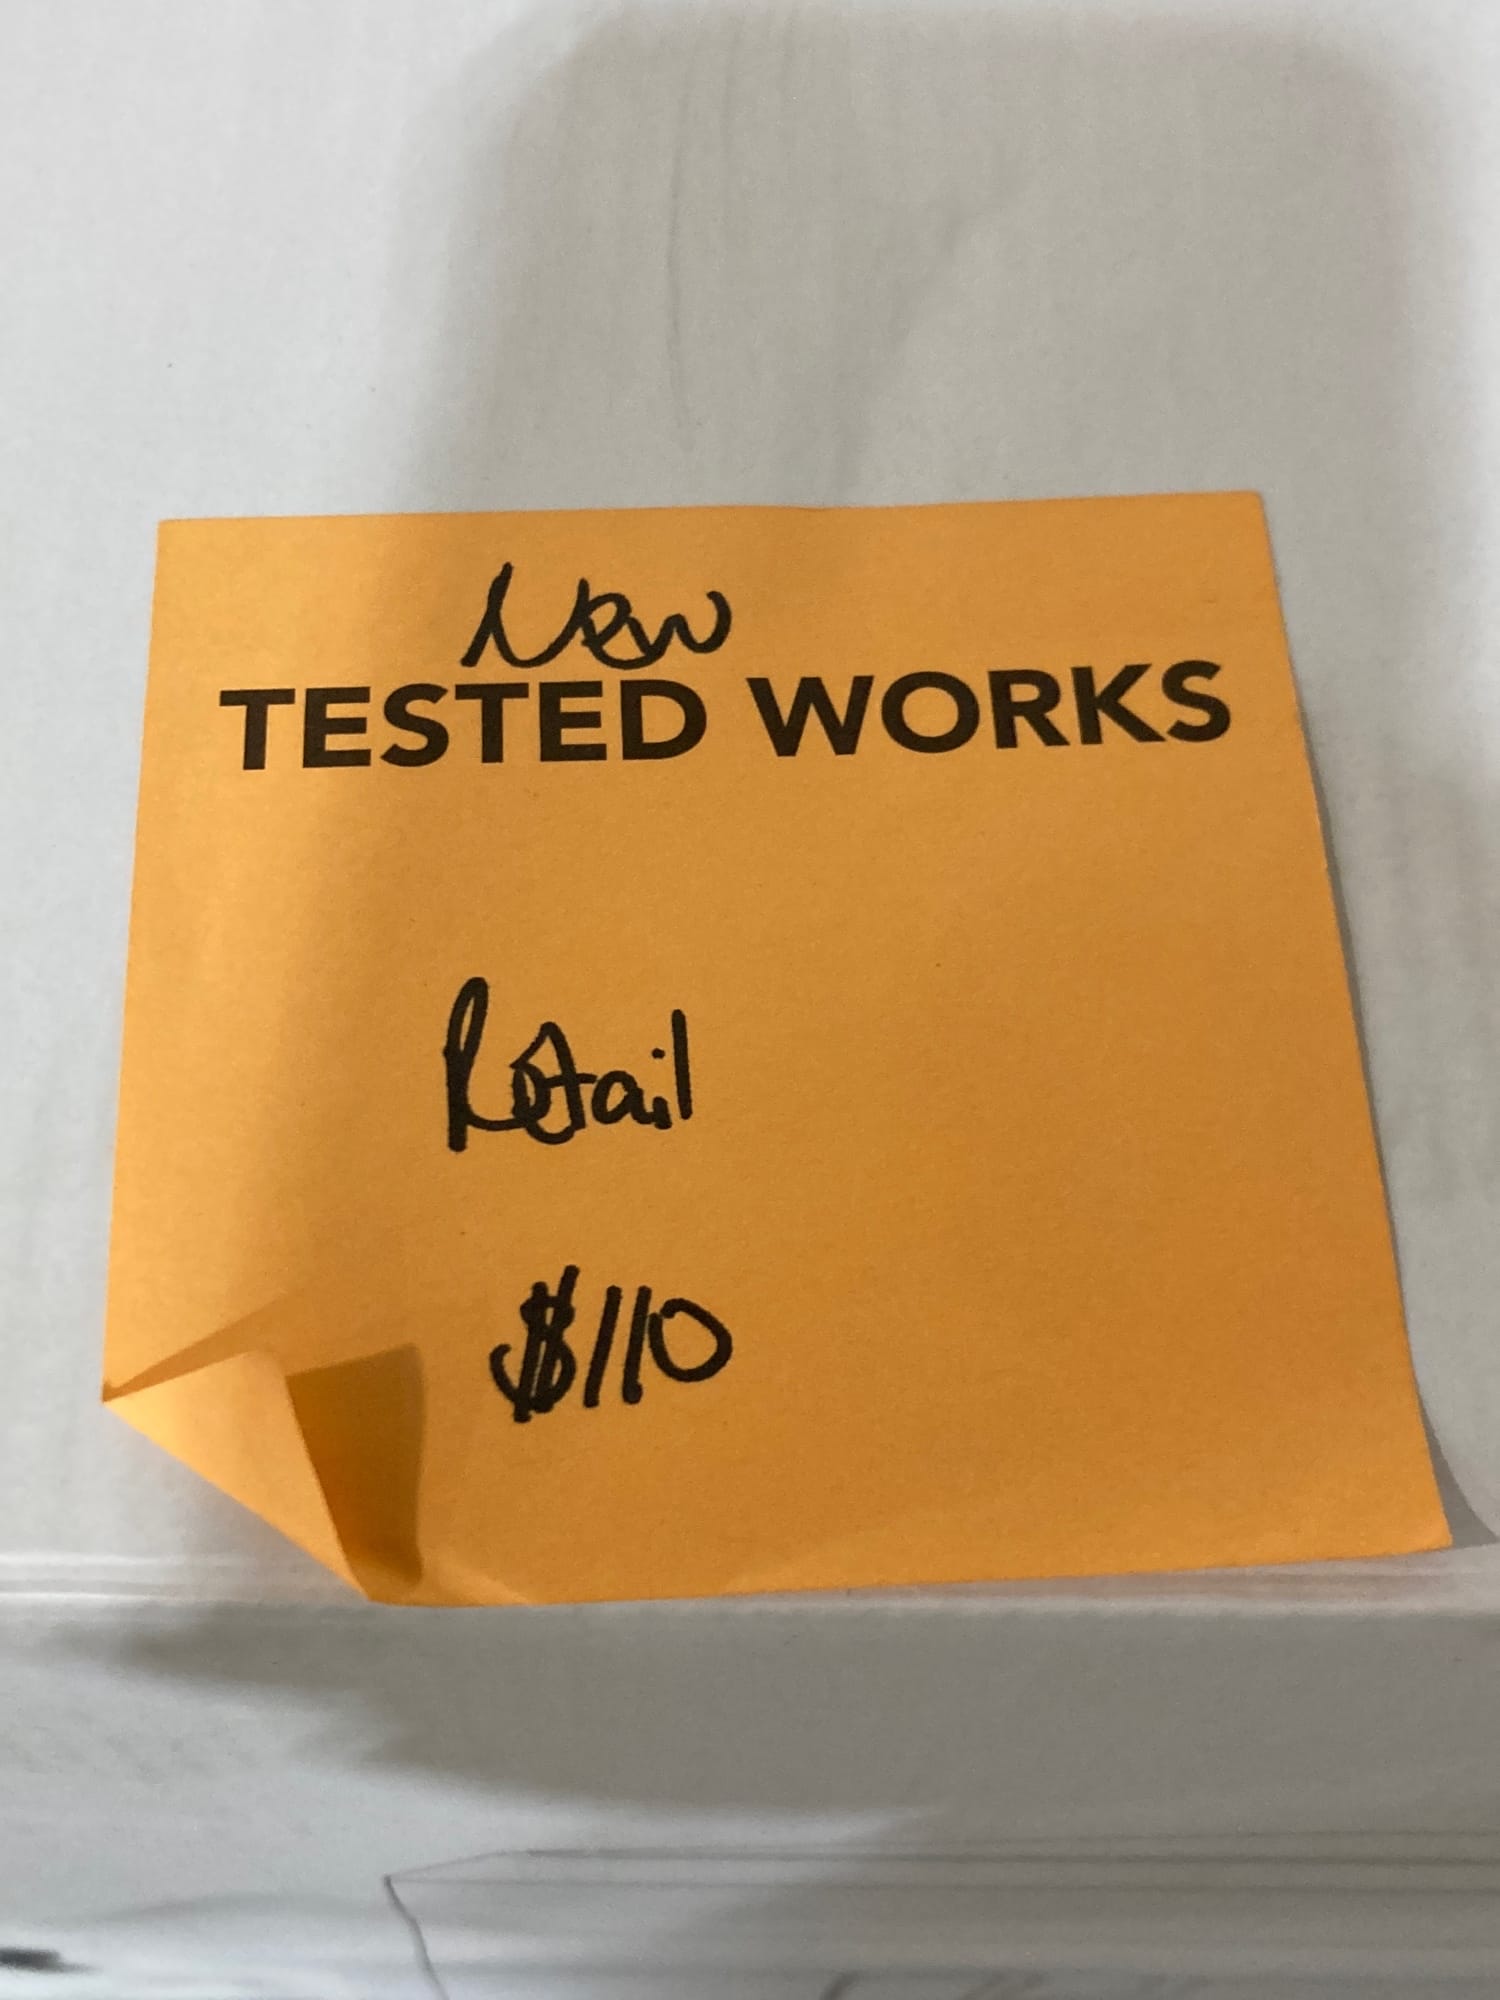 New
TESTED WORKS
Retail
$110